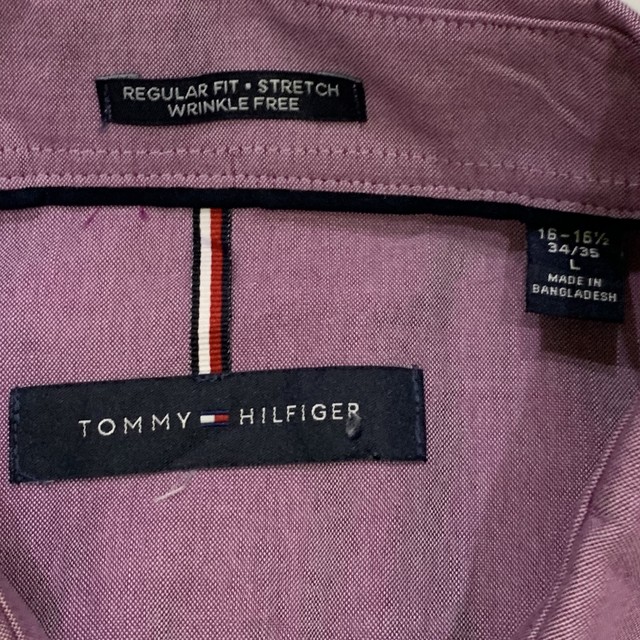 REGULAR FIT • STRETCH
WRINKLE FREE
16-16½
34/35
L
MADE IN
BANGLADESH
TOMMY HILFIGER